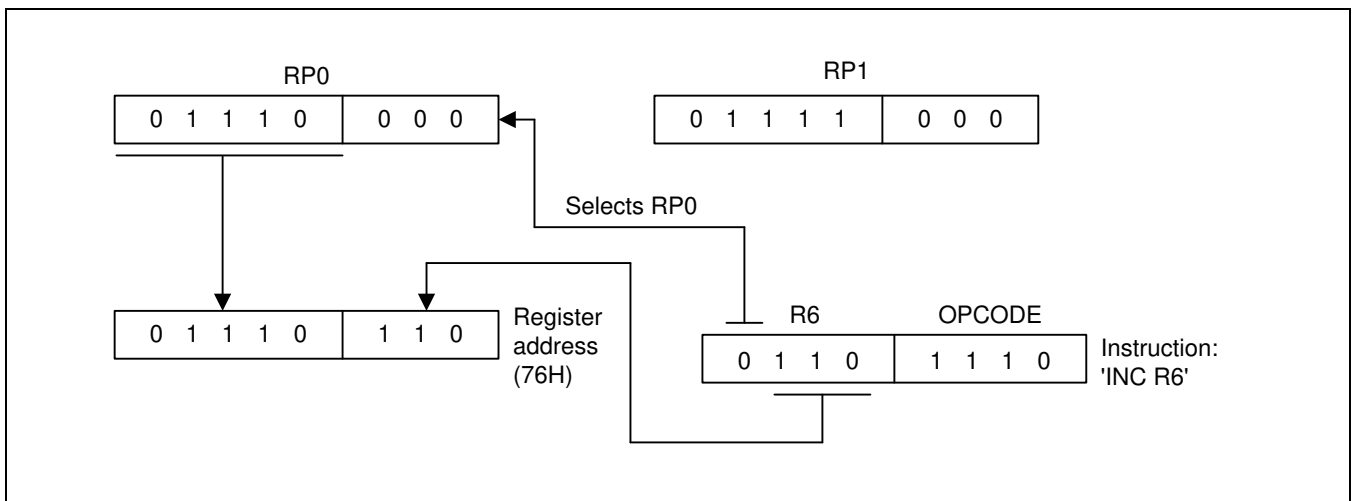 RP0
RP1
0 1 1 1 0 0 0 0
0 1 1 1 1 0 0 0
Selects RP0
0 1 1 1 0 1 1 0
Register
address
(76H)
R6
OPCODE
0 1 1 0 1 1 1 0
Instruction:
'INC R6'